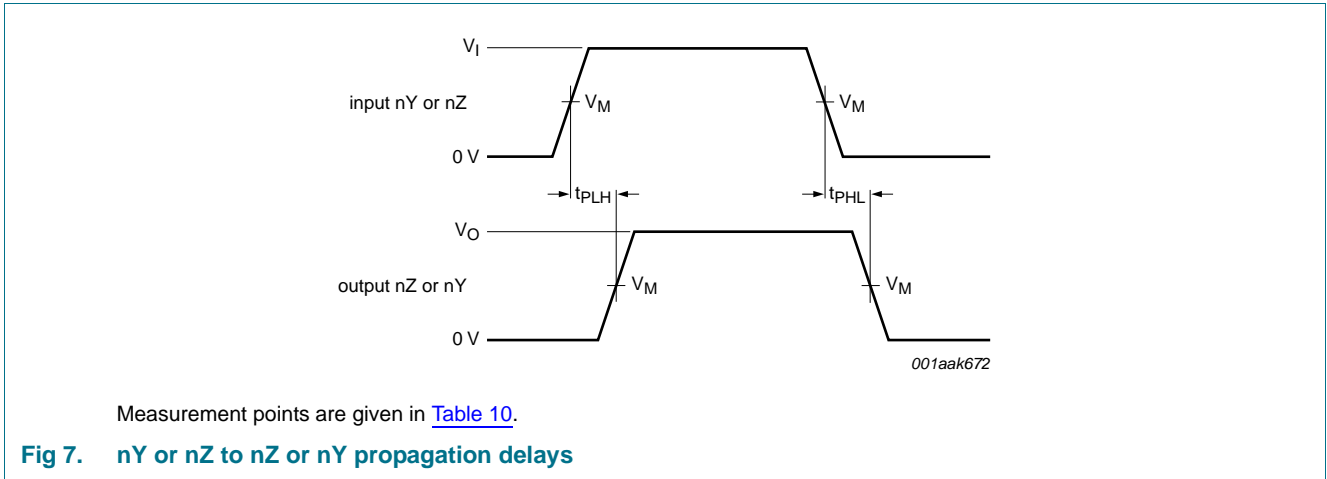 V_I
input nY or nZ
V_M
V_M
0 V
t_PLH
t_PHL
V_O
output nZ or nY
V_M
V_M
0 V
001aak672
Measurement points are given in Table 10.
Fig 7. nY or nZ to nZ or nY propagation delays